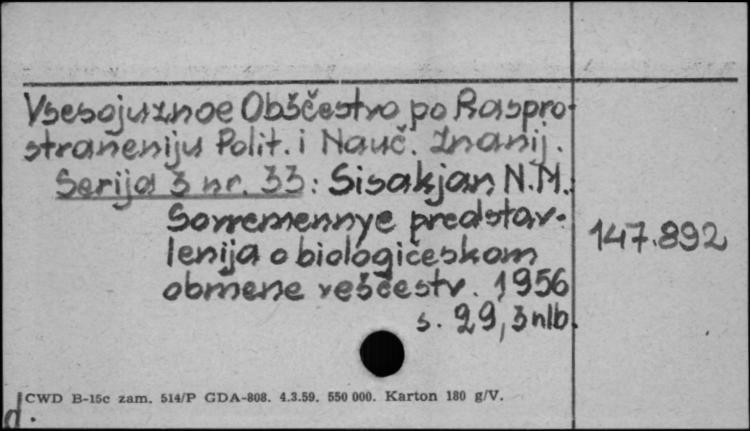 Vsesojuznoe Obščestvo po Raspro-
straneniju Polit. i Nauč. Znanij.
Serija 3 nr. 33: Sisakjan N.M.:
Sovremennye predstav-
lenija o biologičeskom
obmene veščestv. 1956
s. 29, 3nlb.
147.892
CWD B-15c zam. 514/P GDA-808. 4.3.59. 550 000. Karton 180 g/V.
d.